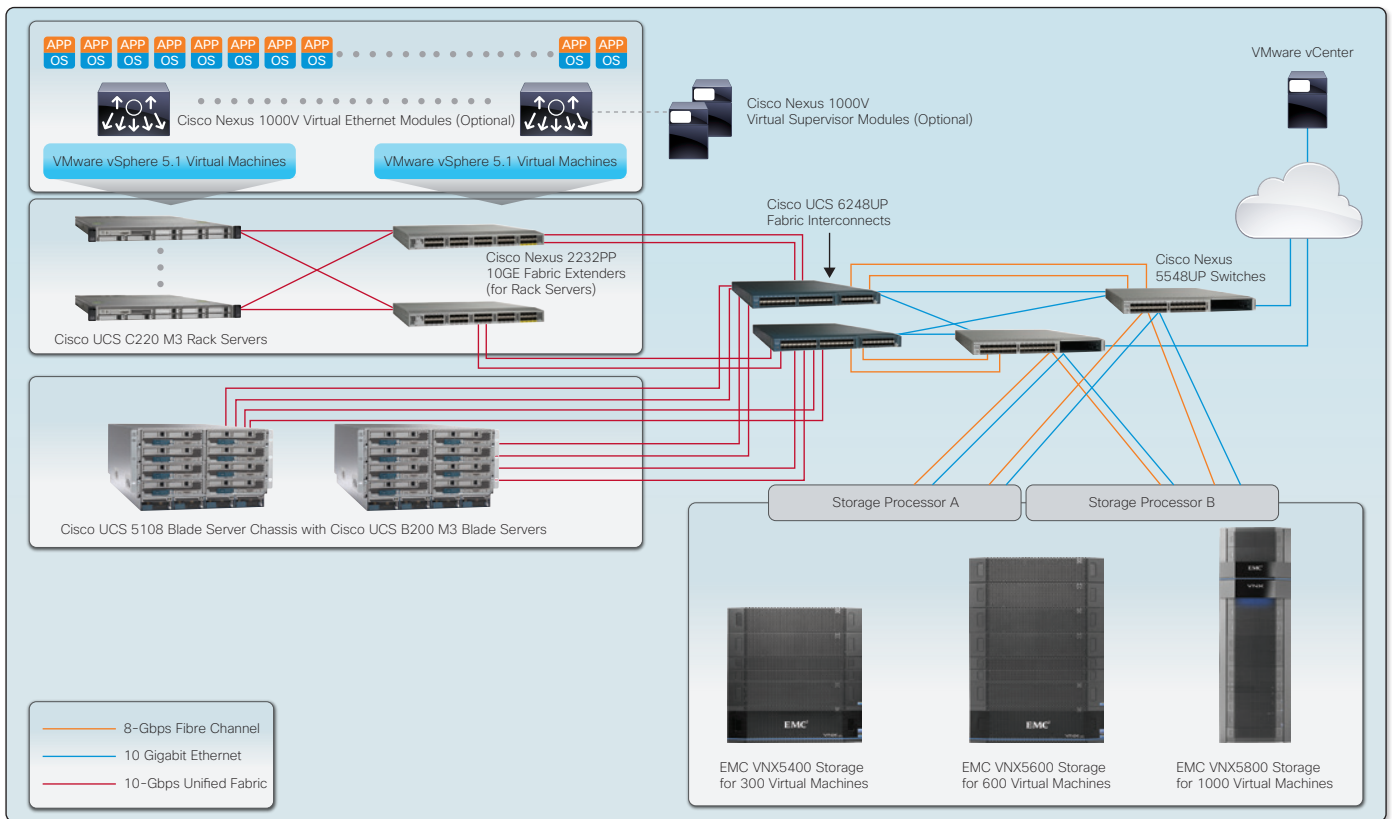 APP APP APP APP APP APP APP APP APP APP
OS OS OS OS OS OS OS OS OS OS
Cisco Nexus 1000V Virtual Ethernet Modules (Optional)
VMware vSphere 5.1 Virtual Machines
VMware vSphere 5.1 Virtual Machines
Cisco Nexus 1000V
Virtual Supervisor Modules (Optional)
VMware vCenter
Cisco UCS 6248UP
Fabric Interconnects
Cisco Nexus 2232PP
10GE Fabric Extenders
(for Rack Servers)
Cisco Nexus
5548UP Switches
Cisco UCS C220 M3 Rack Servers
Cisco UCS 5108 Blade Server Chassis with Cisco UCS B200 M3 Blade Servers
Storage Processor A
Storage Processor B
EMC²
VNX
EMC²
VNX
EMC²
VNX
EMC VNX5400 Storage
for 300 Virtual Machines
EMC VNX5600 Storage
for 600 Virtual Machines
EMC VNX5800 Storage
for 1000 Virtual Machines
8-Gbps Fibre Channel
10 Gigabit Ethernet
10-Gbps Unified Fabric